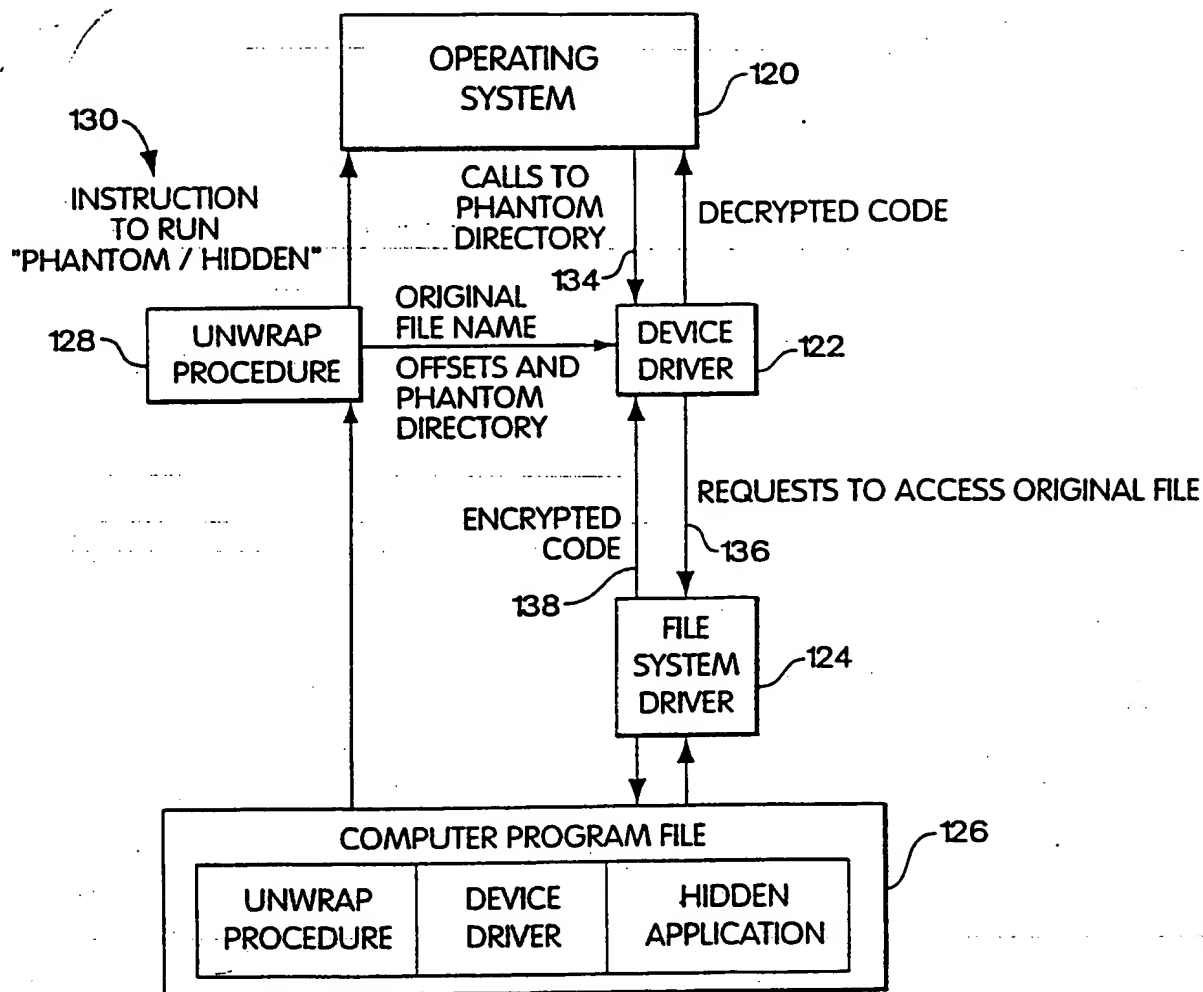 OPERATING
SYSTEM
120
130
INSTRUCTION
TO RUN
"PHANTOM / HIDDEN"
CALLS TO
PHANTOM
DIRECTORY
134
DECRYPTED CODE
128
UNWRAP
PROCEDURE
ORIGINAL
FILE NAME
OFFSETS AND
PHANTOM
DIRECTORY
DEVICE
DRIVER
122
ENCRYPTED
CODE
138
REQUESTS TO ACCESS ORIGINAL FILE
136
FILE
SYSTEM
DRIVER
124
COMPUTER PROGRAM FILE
126
UNWRAP
PROCEDURE
DEVICE
DRIVER
HIDDEN
APPLICATION